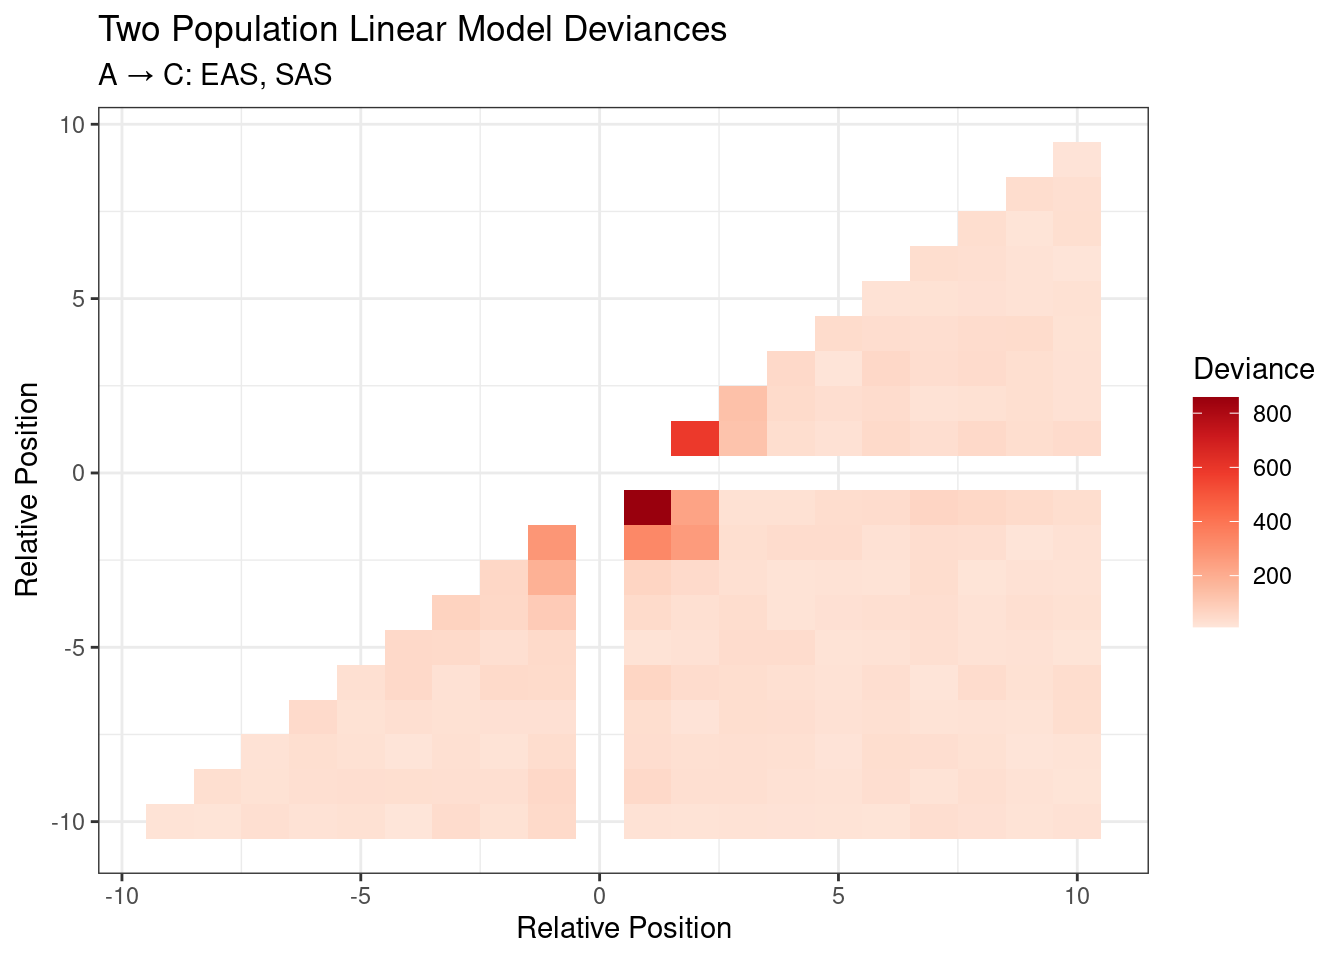 Two Population Linear Model Deviances
A → C: EAS, SAS
10
5
0
-5
-10
Relative Position
-10
-5
0
5
10
Relative Position
Deviance
800
600
400
200